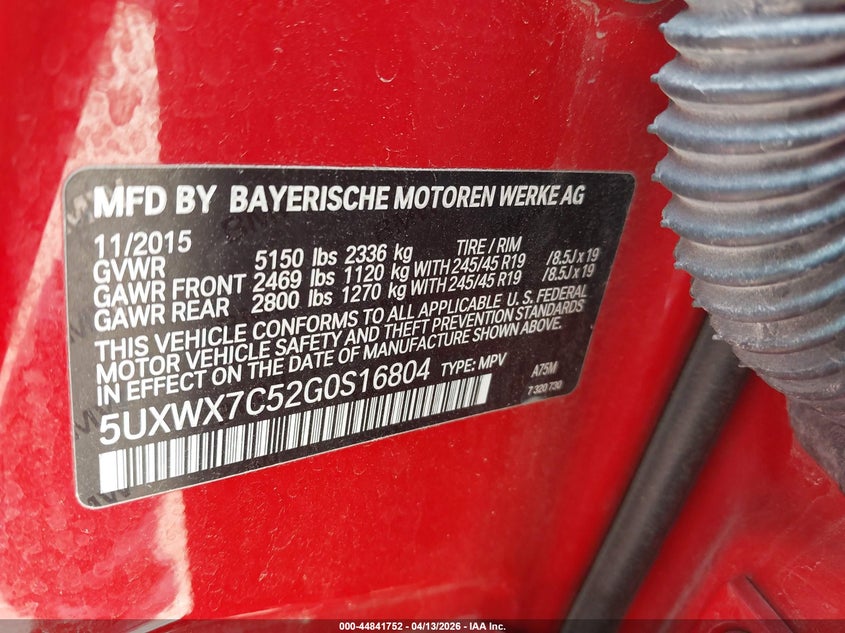 MFD BY BAYERISCHE MOTOREN WERKE AG
11/2015 TIRE / RIM
GVWR 5150 lbs 2336 kg
GAWR FRONT 2469 lbs 1120 kg WITH 245/45 R19 /8.5J x 19
GAWR REAR 2800 lbs 1270 kg WITH 245/45 R19 /8.5J x 19
THIS VEHICLE CONFORMS TO ALL APPLICABLE U.S. FEDERAL
MOTOR VEHICLE SAFETY AND THEFT PREVENTION STANDARDS
IN EFFECT ON THE DATE OF MANUFACTURE SHOWN ABOVE.
5UXWX7C52G0S16804 TYPE: MPV A75M
7 320 730
000-44841752 - 04/13/2026 - IAA Inc.